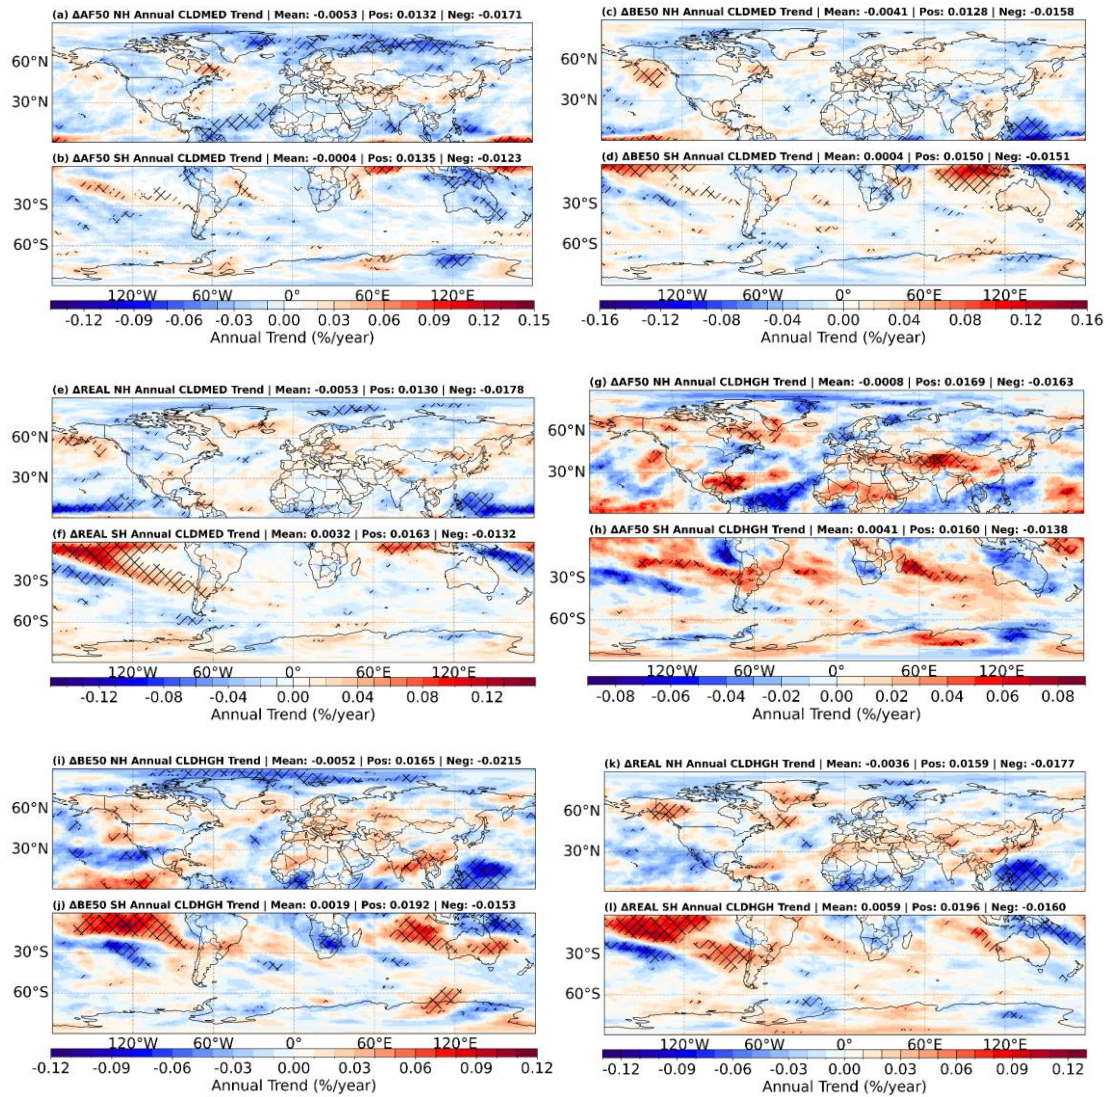 (a) ΔAF50 NH Annual CLDMED Trend | Mean: -0.0053 | Pos: 0.0132 | Neg: -0.0171
60°N
30°N
(b) ΔAF50 SH Annual CLDMED Trend | Mean: -0.0004 | Pos: 0.0135 | Neg: -0.0123
30°S
60°S
120°W 60°W 0° 60°E 120°E
-0.12 -0.09 -0.06 -0.03 0.00 0.03 0.06 0.09 0.12 0.15
Annual Trend (%/year)
(c) ΔBE50 NH Annual CLDMED Trend | Mean: -0.0041 | Pos: 0.0128 | Neg: -0.0158
60°N
30°N
(d) ΔBE50 SH Annual CLDMED Trend | Mean: 0.0004 | Pos: 0.0150 | Neg: -0.0151
30°S
60°S
120°W 60°W 0° 60°E 120°E
-0.16 -0.12 -0.08 -0.04 0.00 0.04 0.08 0.12 0.16
Annual Trend (%/year)
(e) ΔREAL NH Annual CLDMED Trend | Mean: -0.0053 | Pos: 0.0130 | Neg: -0.0178
60°N
30°N
(f) ΔREAL SH Annual CLDMED Trend | Mean: 0.0032 | Pos: 0.0163 | Neg: -0.0132
30°S
60°S
120°W 60°W 0° 60°E 120°E
-0.12 -0.08 -0.04 0.00 0.04 0.08 0.12
Annual Trend (%/year)
(g) ΔAF50 NH Annual CLDHGH Trend | Mean: -0.0008 | Pos: 0.0169 | Neg: -0.0163
60°N
30°N
(h) ΔAF50 SH Annual CLDHGH Trend | Mean: 0.0041 | Pos: 0.0160 | Neg: -0.0138
30°S
60°S
120°W 60°W 0° 60°E 120°E
-0.08 -0.06 -0.04 -0.02 0.00 0.02 0.04 0.06 0.08
Annual Trend (%/year)
(i) ΔBE50 NH Annual CLDHGH Trend | Mean: -0.0052 | Pos: 0.0165 | Neg: -0.0215
60°N
30°N
(j) ΔBE50 SH Annual CLDHGH Trend | Mean: 0.0019 | Pos: 0.0192 | Neg: -0.0153
30°S
60°S
120°W 60°W 0° 60°E 120°E
-0.12 -0.09 -0.06 -0.03 0.00 0.03 0.06 0.09 0.12
Annual Trend (%/year)
(k) ΔREAL NH Annual CLDHGH Trend | Mean: -0.0036 | Pos: 0.0159 | Neg: -0.0177
60°N
30°N
(l) ΔREAL SH Annual CLDHGH Trend | Mean: 0.0059 | Pos: 0.0196 | Neg: -0.0160
30°S
60°S
120°W 60°W 0° 60°E 120°E
-0.12 -0.09 -0.06 -0.03 0.00 0.03 0.06 0.09 0.12
Annual Trend (%/year)